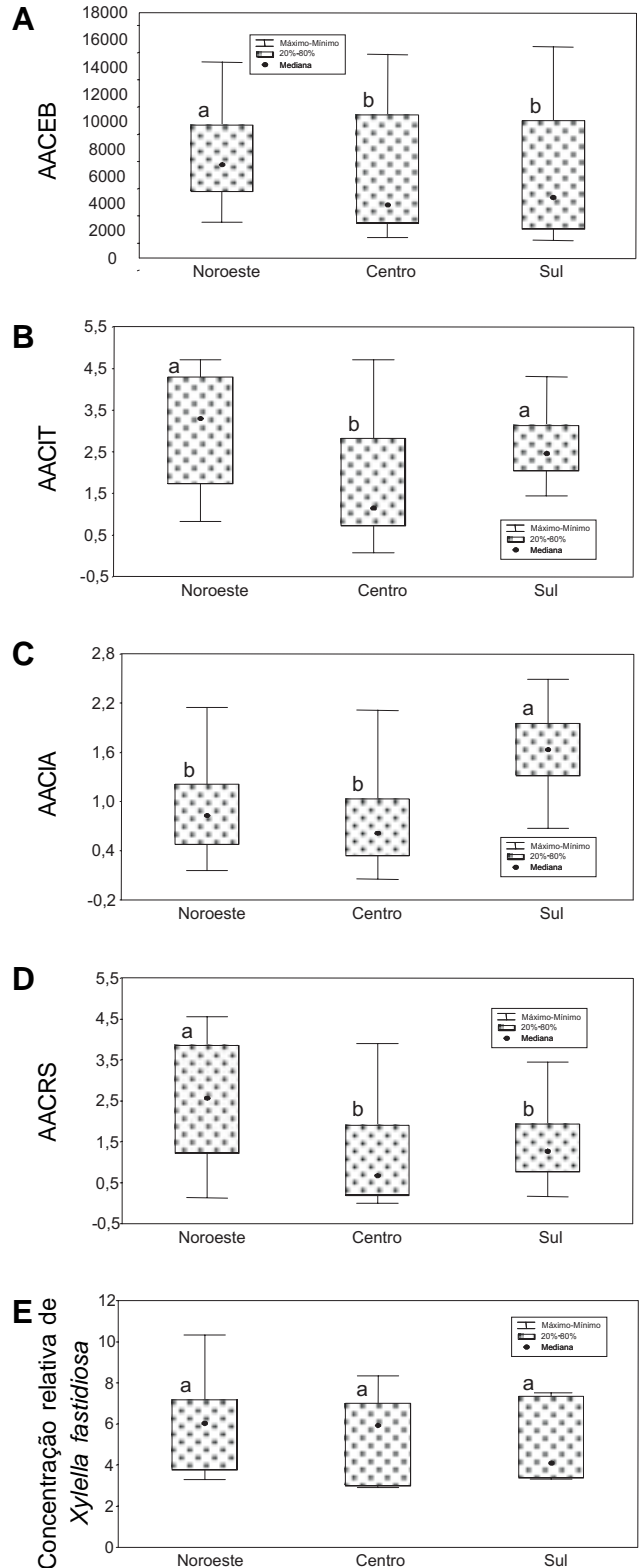 A
AACEB
18000
16000
14000
12000
10000
8000
6000
4000
2000
0
Máximo-Mínimo
20%-80%
Mediana
a
b
b
Noroeste Centro Sul
B
AACIT
5,5
4,5
3,5
2,5
1,5
0,5
-0,5
a
b
a
Máximo-Mínimo
20%-80%
Mediana
Noroeste Centro Sul
C
AACIA
2,8
2,2
1,6
1,0
0,4
-0,2
b
b
a
Máximo-Mínimo
20%-80%
Mediana
Noroeste Centro Sul
D
AACRS
5,5
4,5
3,5
2,5
1,5
0,5
-0,5
Máximo-Mínimo
20%-80%
Mediana
a
b
b
Noroeste Centro Sul
E
Concentração relativa de
Xylella fastidiosa
12
10
8
6
4
2
0
Máximo-Mínimo
20%-80%
Mediana
a
a
a
Noroeste Centro Sul